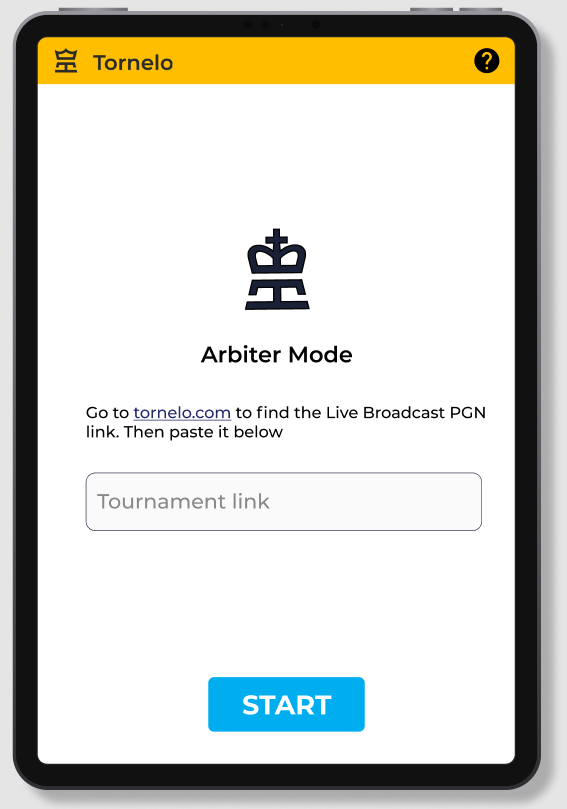 Tornelo
Arbiter Mode
Go to tornelo.com to find the Live Broadcast PGN
link. Then paste it below
Tournament link
START